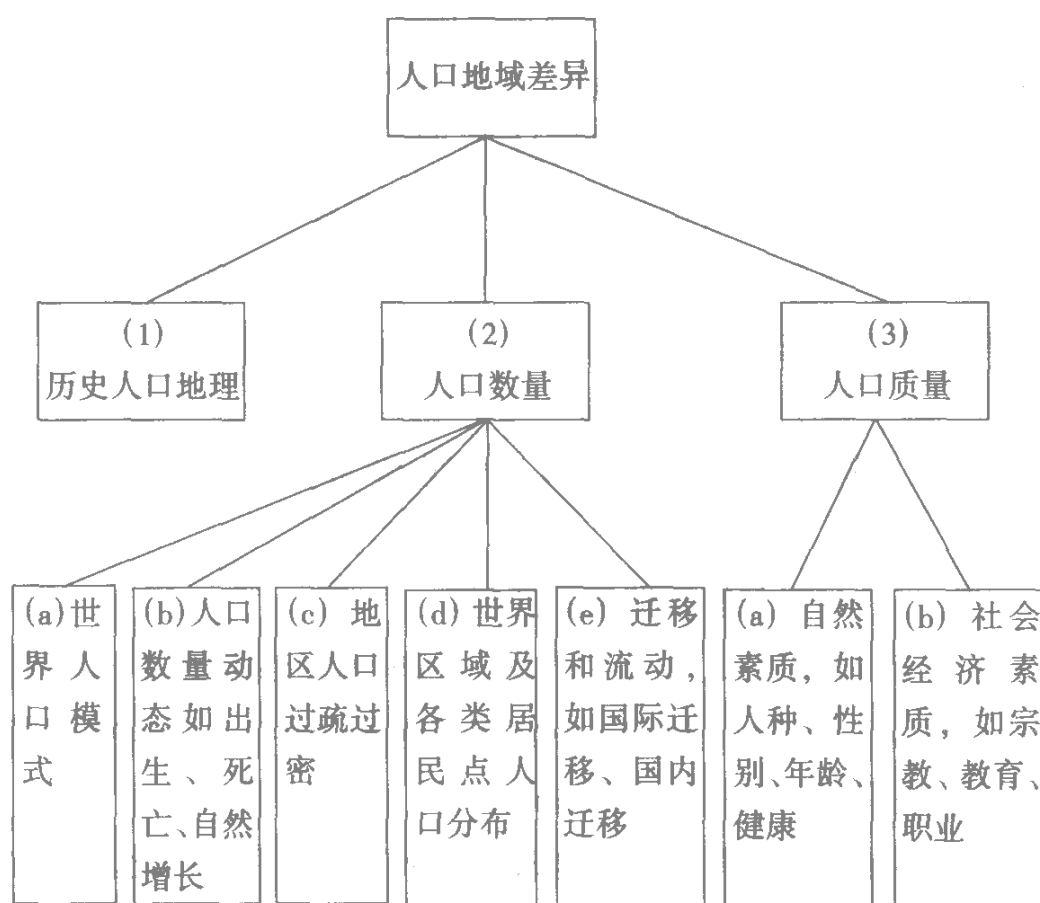 人口地域差异
(1)
历史人口地理
(2)
人口数量
(3)
人口质量
(a)世
界人
口模
式
(b)人口
数量动
态如出
生、死
亡、自然
增长
(c) 地
区人口
过疏过
密
(d) 世界
区域及
各类居
民点人
口分布
(e) 迁移
和流动，
如国际迁
移、国内
迁移
(a) 自然
素质，如
人种、性
别、年龄、
健康
(b) 社会
经济素
质，如宗
教、教育、
职业